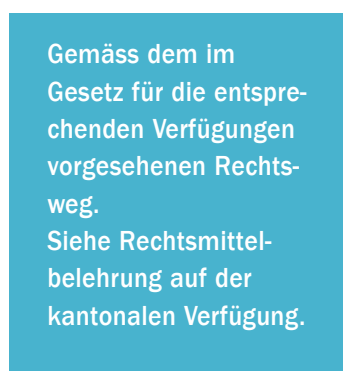 Gemäss dem im
Gesetz für die entspre-
chenden Verfügungen
vorgesehenen Rechts-
weg.
Siehe Rechtsmittel-
belehrung auf der
kantonalen Verfügung.